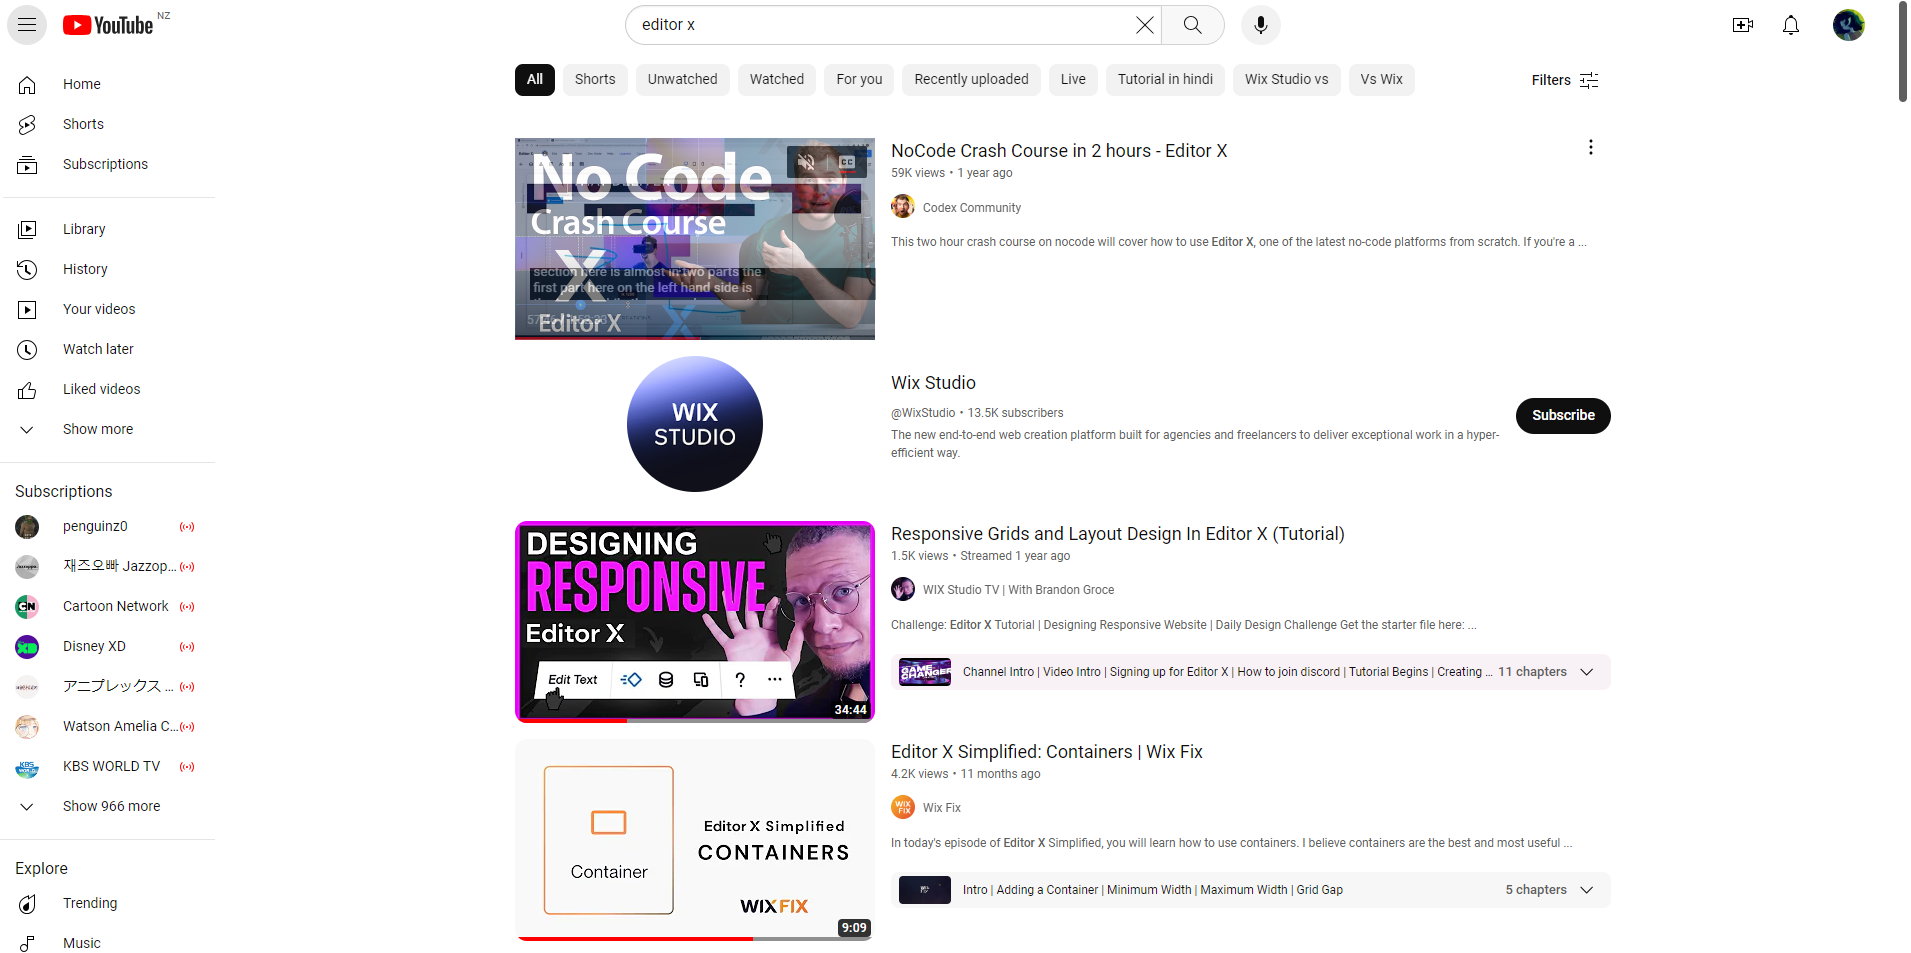 YouTube NZ
editor x
All Shorts Unwatched Watched For you Recently uploaded Live Tutorial in hindi Wix Studio vs Vs Wix Filters
Home
Shorts
Subscriptions
Library
History
Your videos
Watch later
Liked videos
Show more
Subscriptions
penguinz0
재즈오빠 Jazzop...
Cartoon Network
Disney XD
アニプレックス ...
Watson Amelia C...
KBS WORLD TV
Show 966 more
Explore
Trending
Music
No Code
Crash Course
X
section here is almost in two parts the
first part here on the left hand side is
Editor X
CC
NoCode Crash Course in 2 hours - Editor X
59K views • 1 year ago
Codex Community
This two hour crash course on nocode will cover how to use Editor X, one of the latest no-code platforms from scratch. If you're a ...
WIX
STUDIO
Wix Studio
@WixStudio • 13.5K subscribers
The new end-to-end web creation platform built for agencies and freelancers to deliver exceptional work in a hyper-
efficient way.
Subscribe
DESIGNING
RESPONSIVE
Editor X
Edit Text
?
34:44
Responsive Grids and Layout Design In Editor X (Tutorial)
1.5K views • Streamed 1 year ago
WIX Studio TV | With Brandon Groce
Challenge: Editor X Tutorial | Designing Responsive Website | Daily Design Challenge Get the starter file here: ...
GAME
CHANGER
Channel Intro | Video Intro | Signing up for Editor X | How to join discord | Tutorial Begins | Creating ... 11 chapters
Container
Editor X Simplified
CONTAINERS
WIX FIX
9:09
Editor X Simplified: Containers | Wix Fix
4.2K views • 11 months ago
WIX
FIX
Wix Fix
In today's episode of Editor X Simplified, you will learn how to use containers. I believe containers are the best and most useful ...
Intro | Adding a Container | Minimum Width | Maximum Width | Grid Gap 5 chapters